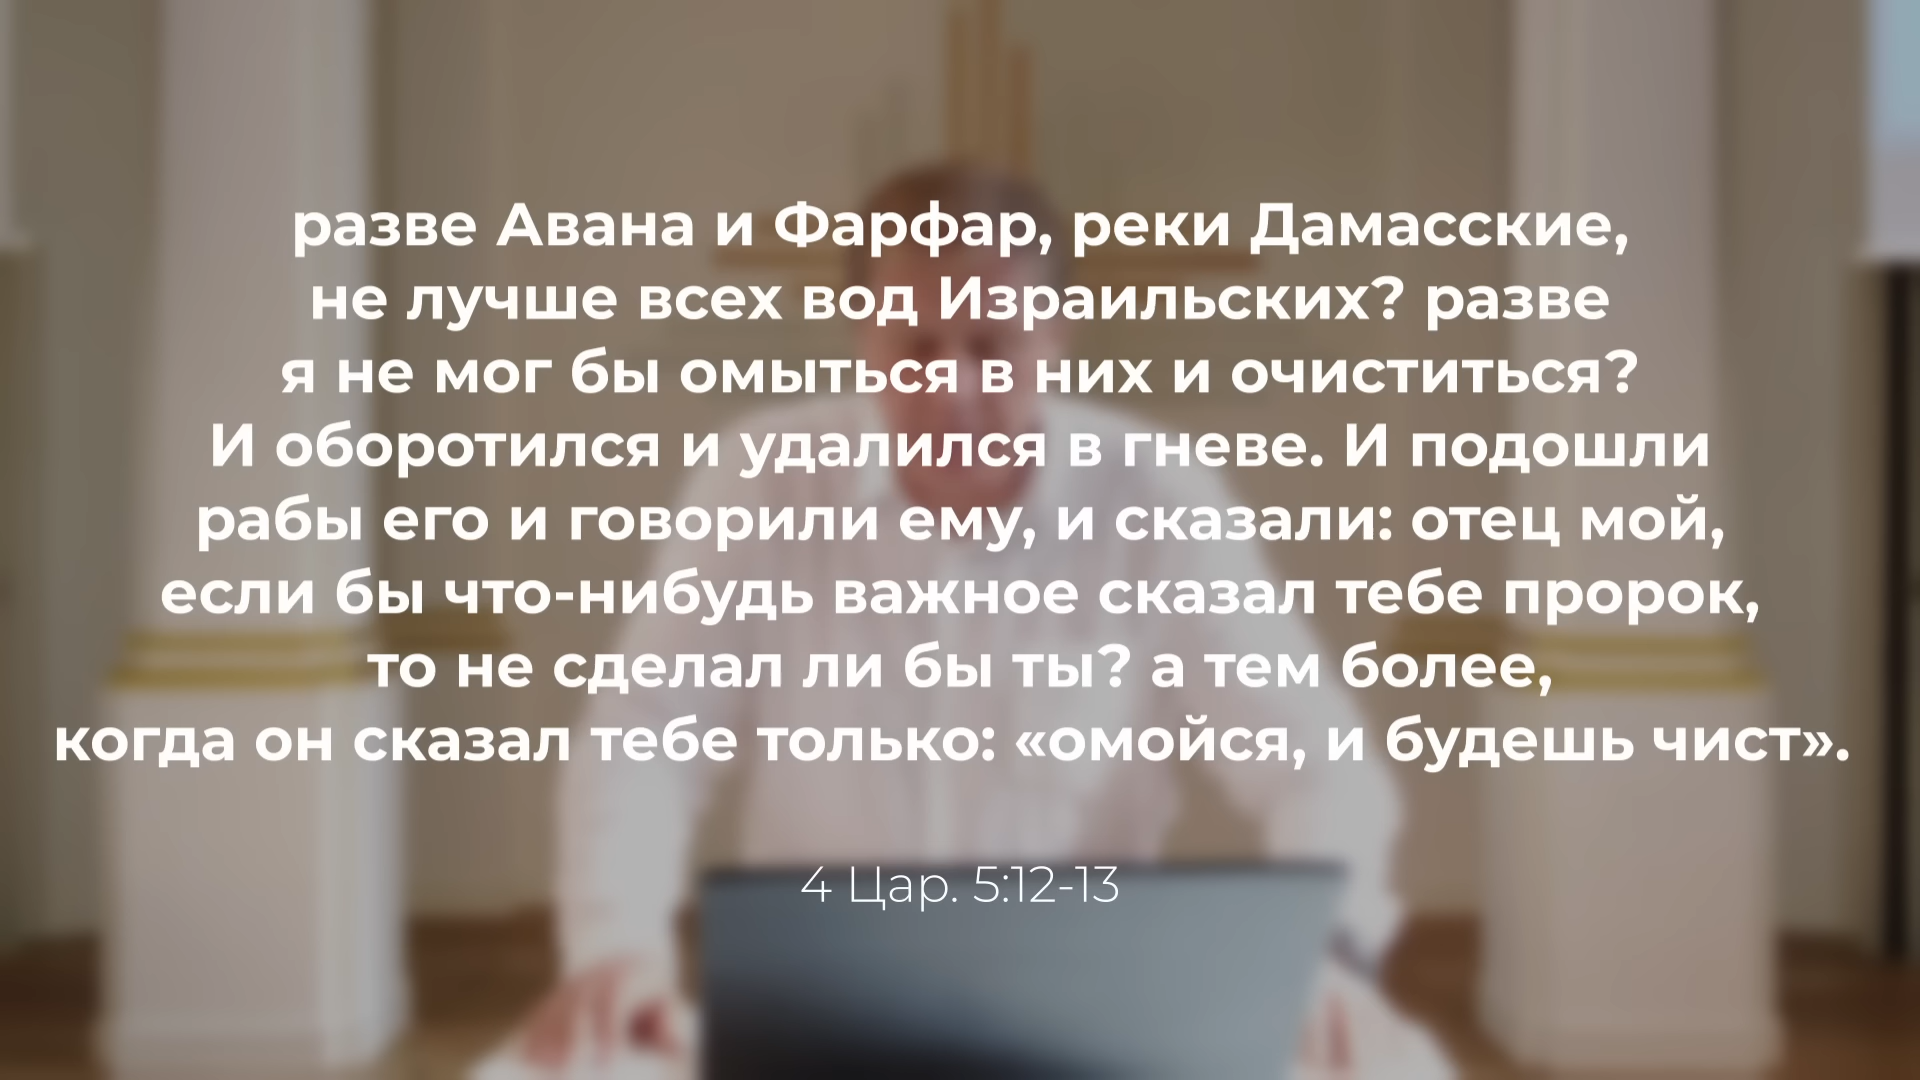 разве Авана и Фарфар, реки Дамасские,
не лучше всех вод Израильских? разве
я не мог бы омыться в них и очиститься?
И оборотился и удалился в гневе. И подошли
рабы его и говорили ему, и сказали: отец мой,
если бы что-нибудь важное сказал тебе пророк,
то не сделал ли бы ты? а тем более,
когда он сказал тебе только: «омойся, и будешь чист».
4 Цар. 5:12-13